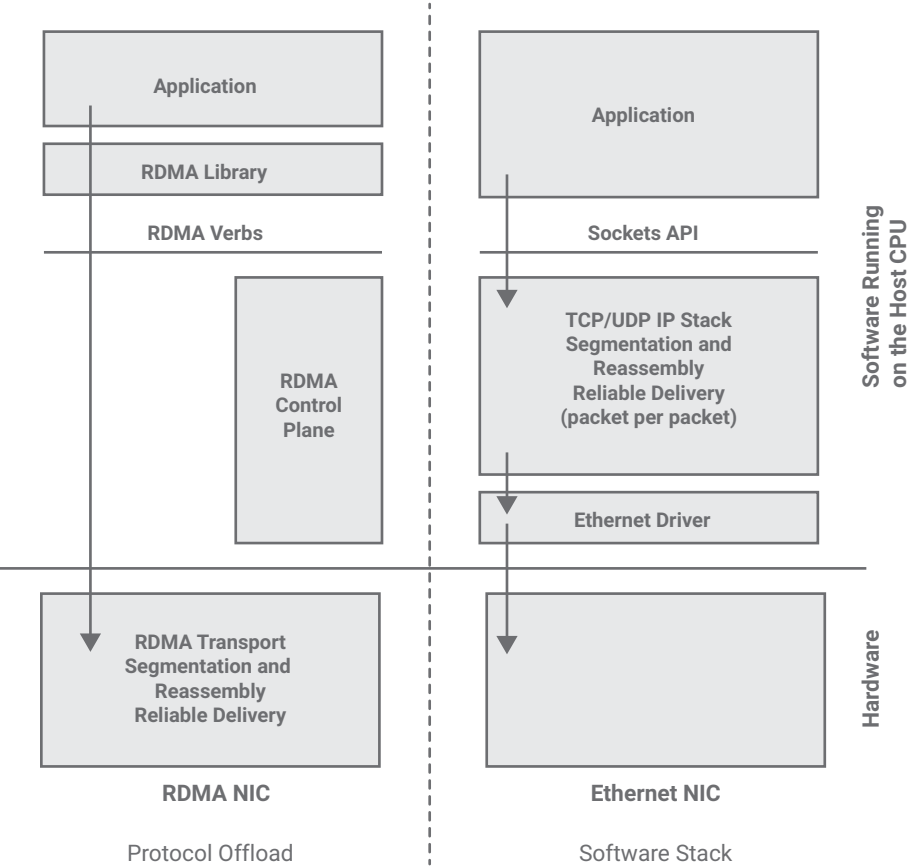 Application
RDMA Library
RDMA Verbs
RDMA
Control
Plane
RDMA Transport
Segmentation and
Reassembly
Reliable Delivery
RDMA NIC
Protocol Offload
Application
Sockets API
TCP/UDP IP Stack
Segmentation and
Reassembly
Reliable Delivery
(packet per packet)
Ethernet Driver
Ethernet NIC
Software Stack
Software Running
on the Host CPU
Hardware